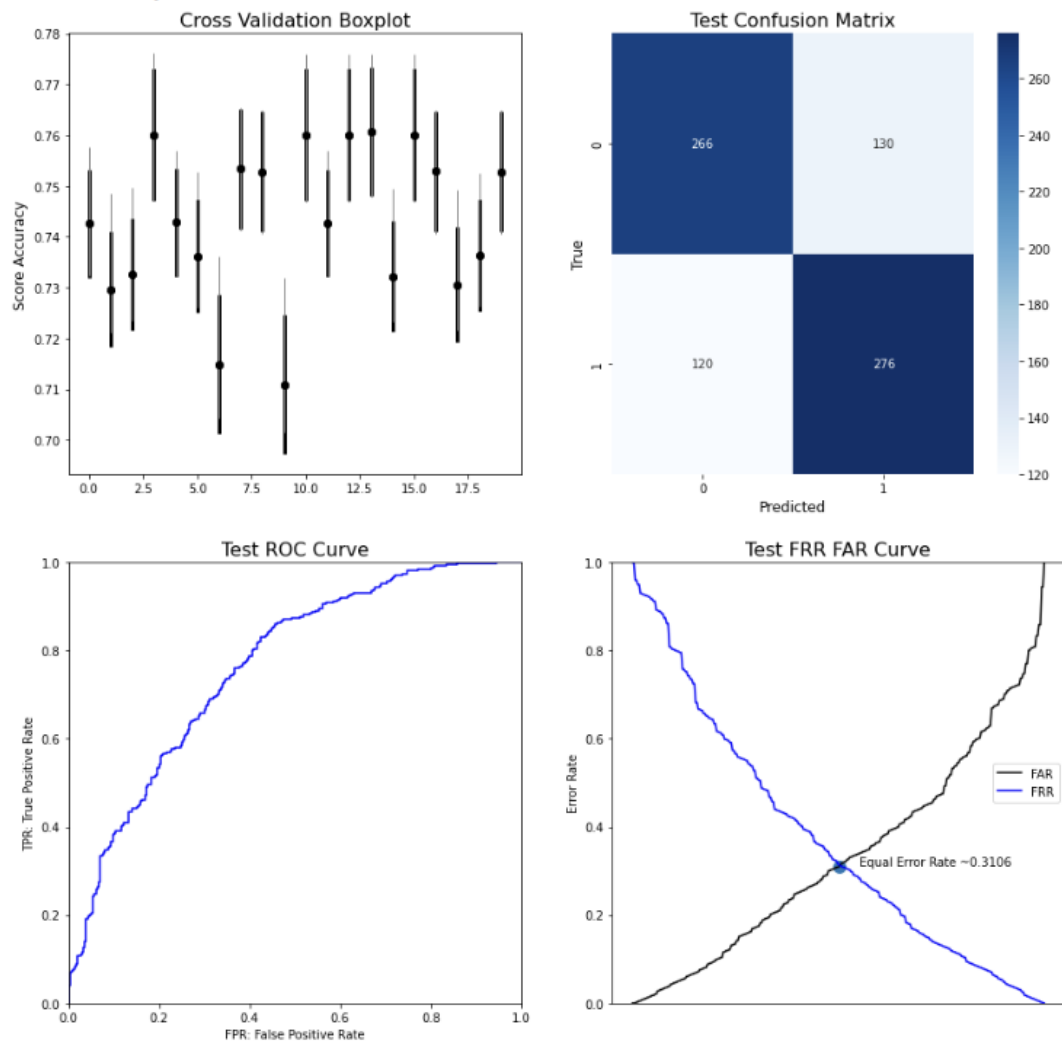 Cross Validation Boxplot
Score Accuracy
0.78
0.77
0.76
0.75
0.74
0.73
0.72
0.71
0.70
0.0 2.5 5.0 7.5 10.0 12.5 15.0 17.5
Test Confusion Matrix
True
0
1
266 130
120 276
0 1
Predicted
260
240
220
200
180
160
140
120
Test ROC Curve
TPR: True Positive Rate
1.0
0.8
0.6
0.4
0.2
0.0
0.0 0.2 0.4 0.6 0.8 1.0
FPR: False Positive Rate
Test FRR FAR Curve
Error Rate
1.0
0.8
0.6
0.4
0.2
0.0
FAR
FRR
Equal Error Rate ~0.3106